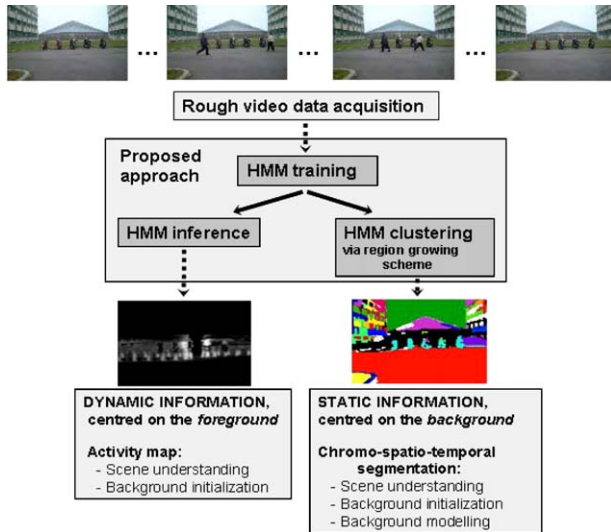 ... ... ...
Rough video data acquisition
Proposed
approach
HMM training
HMM inference
HMM clustering
via region growing
scheme
DYNAMIC INFORMATION,
centred on the foreground
Activity map:
- Scene understanding
- Background initialization
STATIC INFORMATION,
centred on the background
Chromo-spatio-temporal
segmentation:
- Scene understanding
- Background initialization
- Background modelling